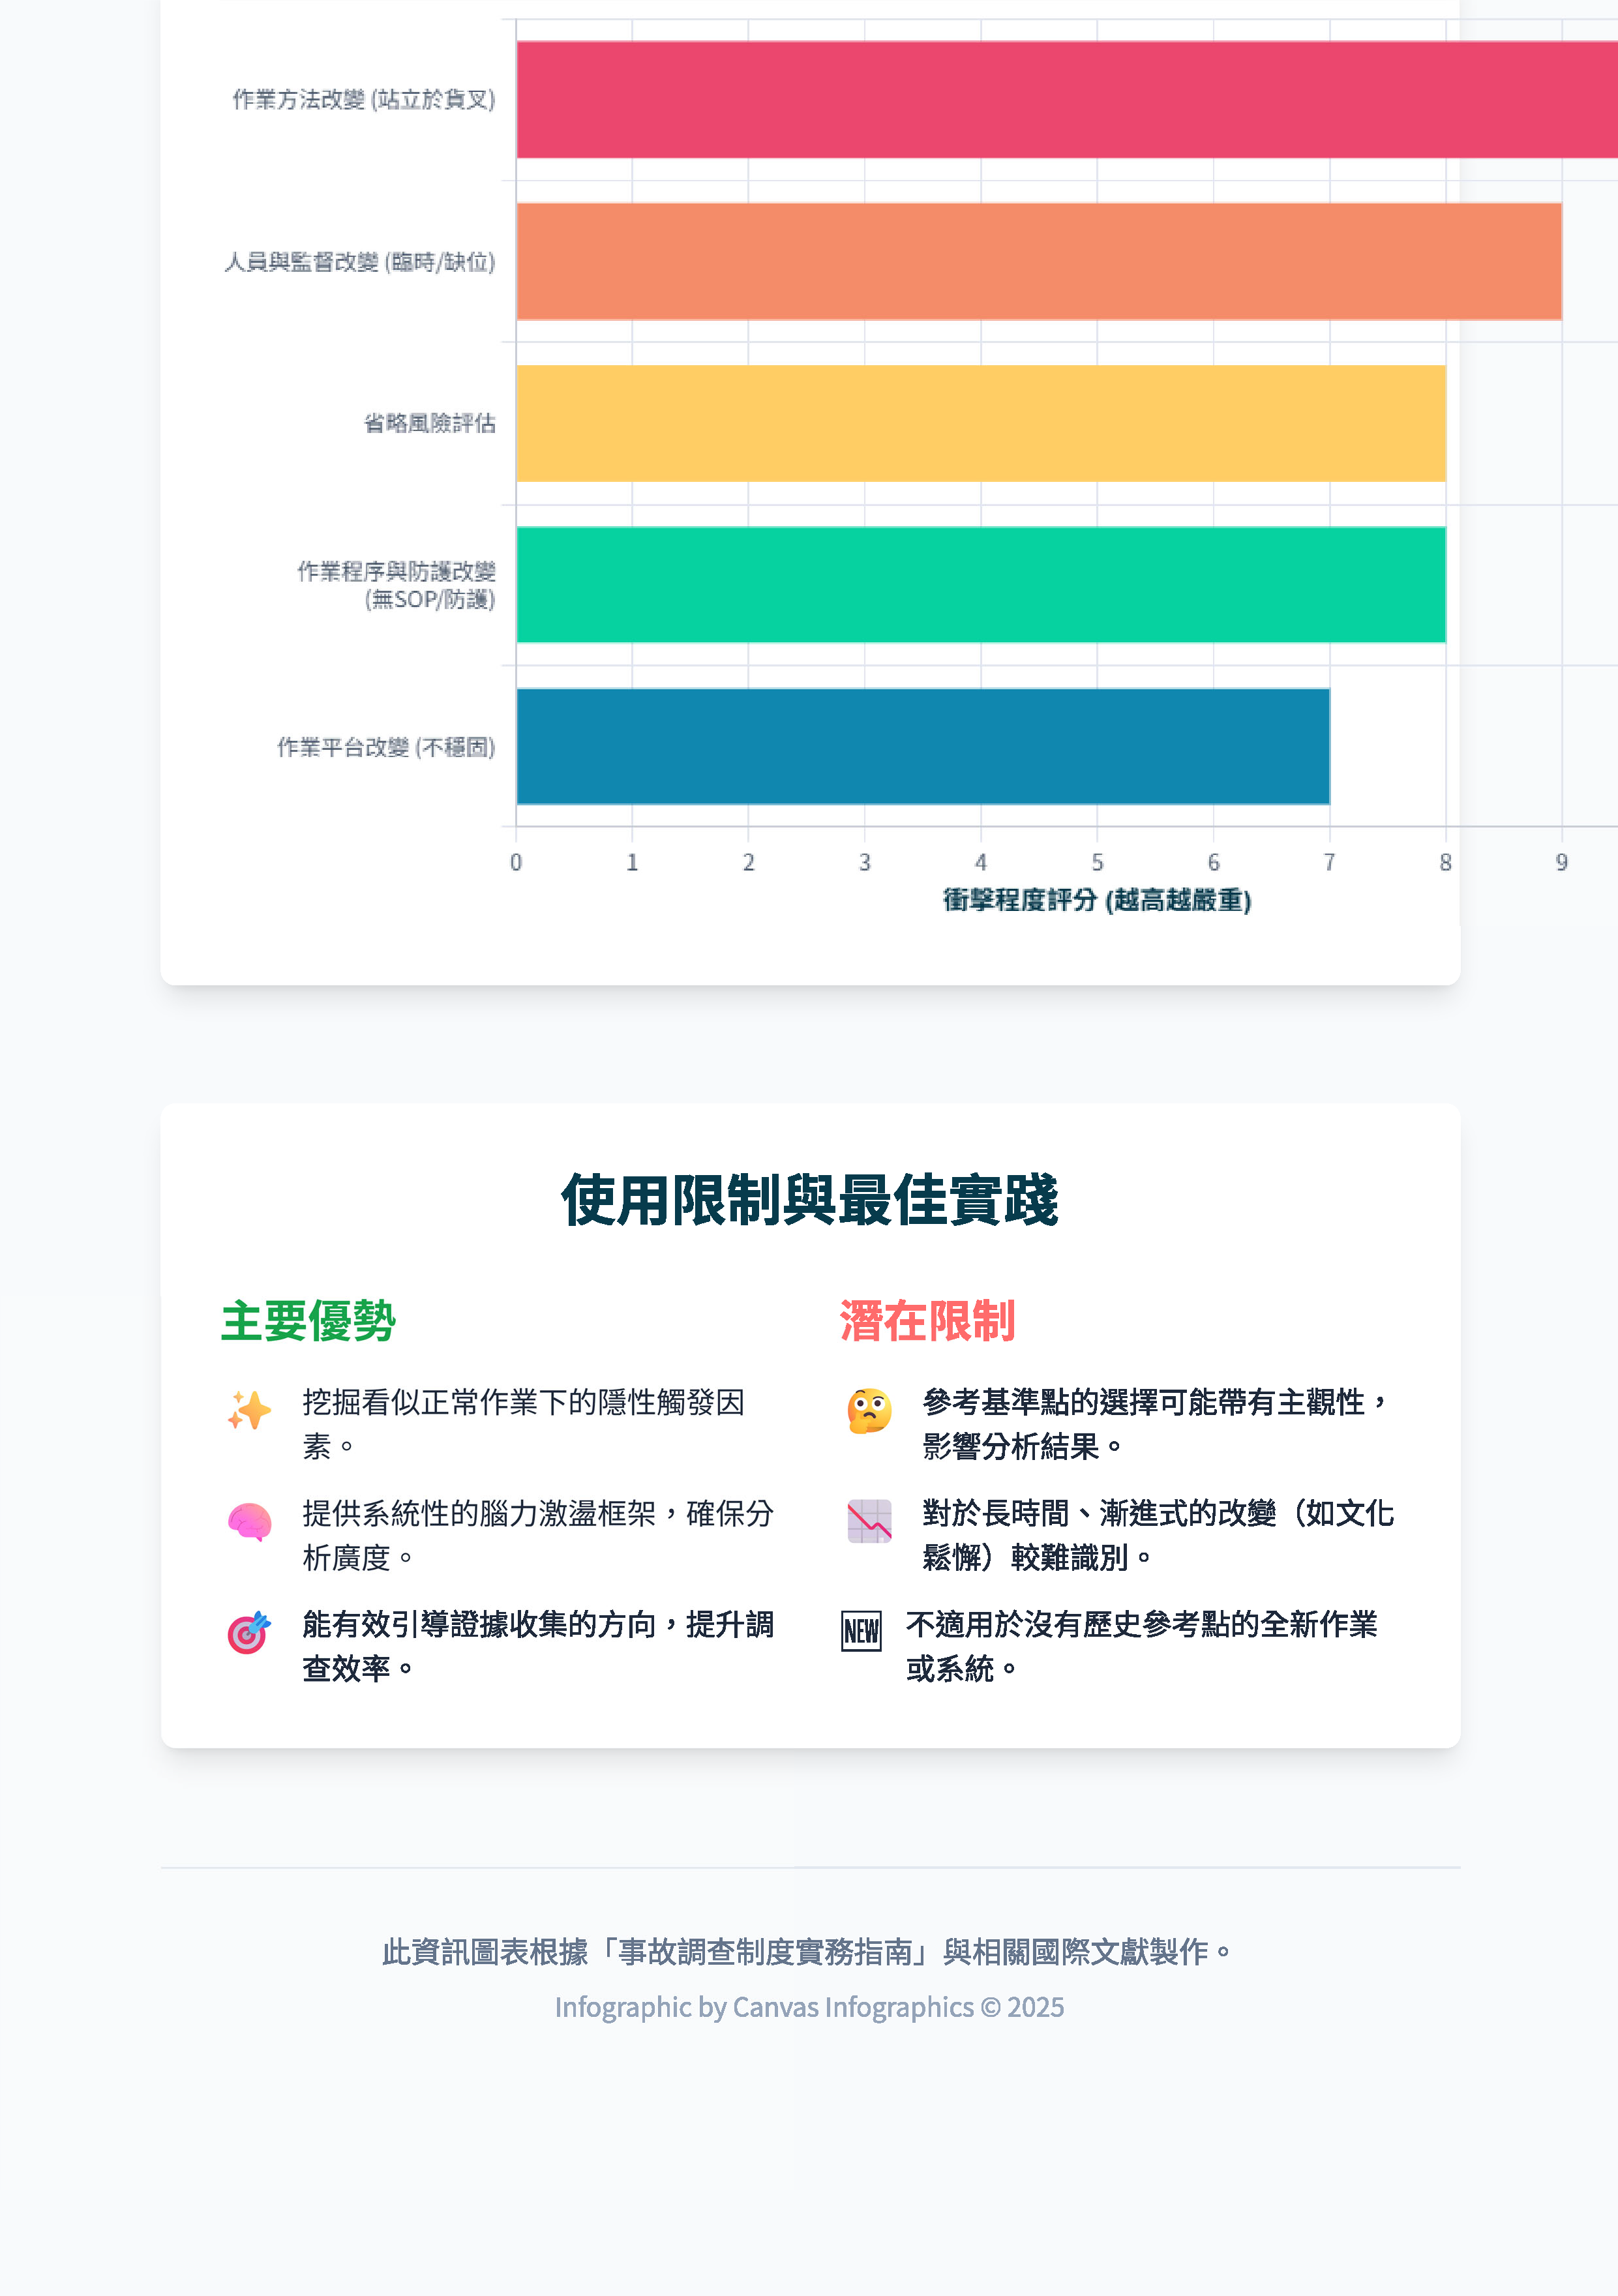 作業方法改變 (站立於貨叉)
人員與監督改變 (臨時/缺位)
省略風險評估
作業程序與防護改變
(無SOP/防護)
作業平台改變 (不穩固)
0 1 2 3 4 5 6 7 8 9
衝擊程度評分 (越高越嚴重)
使用限制與最佳實踐
主要優勢
挖掘看似正常作業下的隱性觸發因
素。
提供系統性的腦力激盪框架，確保分
析廣度。
能有效引導證據收集的方向，提升調
查效率。
潛在限制
參考基準點的選擇可能帶有主觀性，
影響分析結果。
對於長時間、漸進式的改變（如文化
鬆懈）較難識別。
NEW
不適用於沒有歷史參考點的全新作業
或系統。
此資訊圖表根據「事故調查制度實務指南」與相關國際文獻製作。
Infographic by Canvas Infographics © 2025